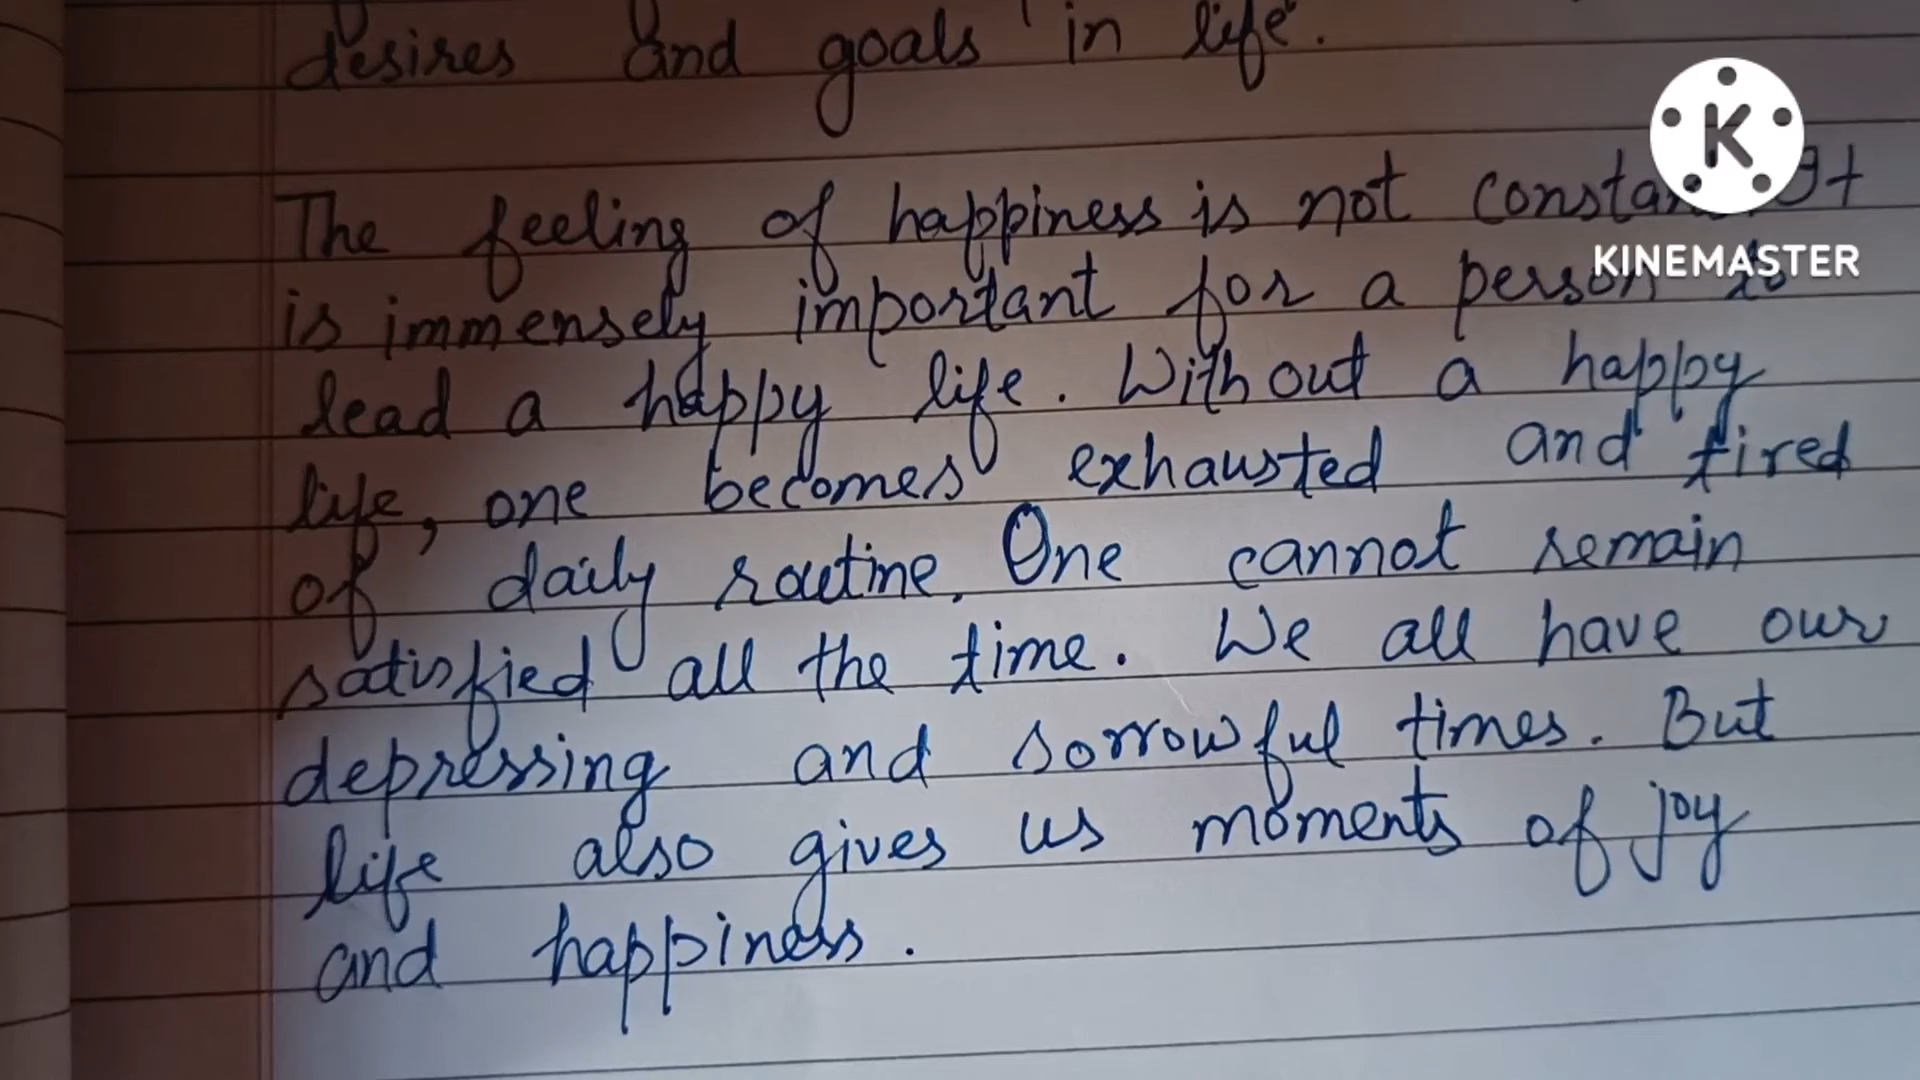 desires and goals in life.
The feeling of happiness is not It
is immensely important for a person to
lead a happy life. Without a happy
life, one becomes exhausted and tired
of daily routine. One cannot remain
satisfied all the time. We all have our
depressing and sorrowful times. But
life also gives us moments of joy
and happiness.
K
KINEMASTER